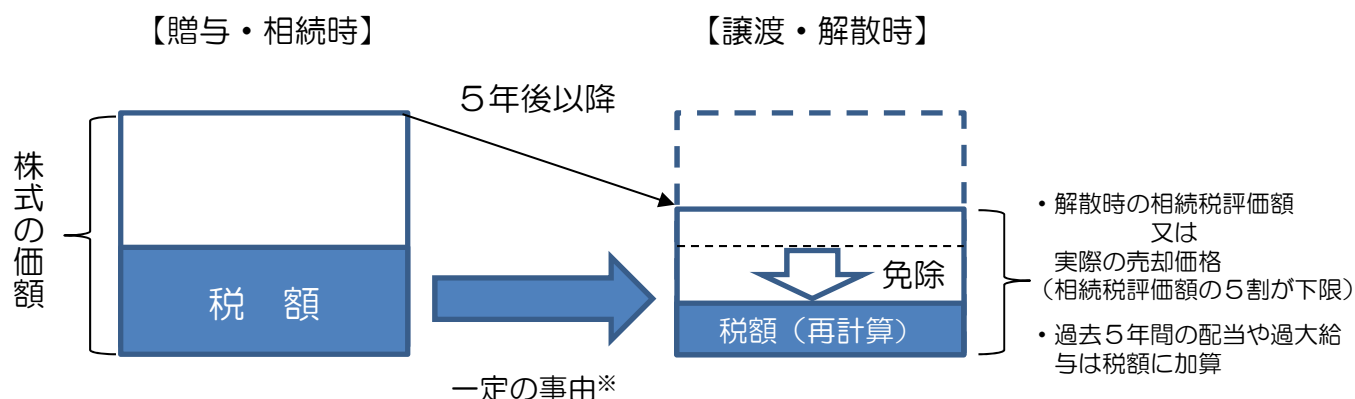 【贈与・相続時】
【譲渡・解散時】
５年後以降
株式の価額
税　額
免除
税額（再計算）
・解散時の相続税評価額
又は
実際の売却価格
（相続税評価額の５割が下限）
・過去５年間の配当や過大給
与は税額に加算
一定の事由※